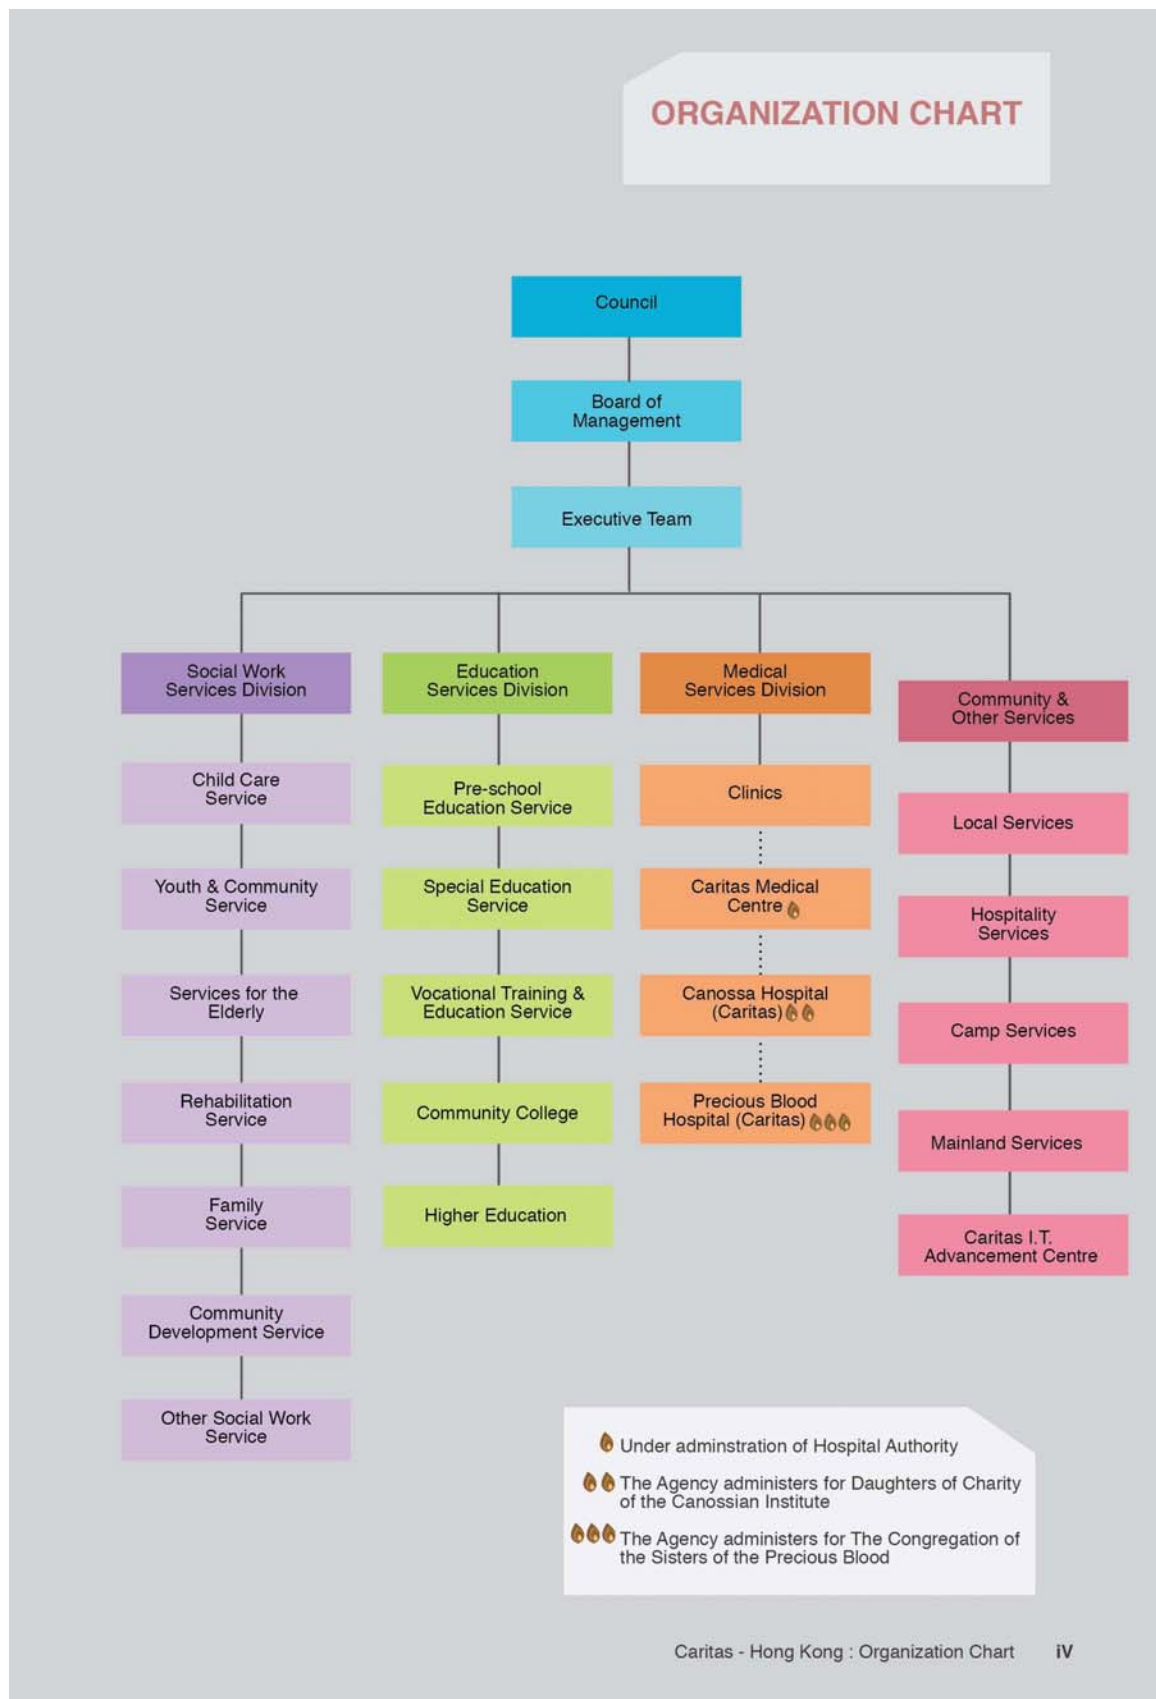 ORGANIZATION CHART
Council
Board of
Management
Executive Team
Social Work
Services Division
Child Care
Service
Youth & Community
Service
Services for the
Elderly
Rehabilitation
Service
Family
Service
Community
Development Service
Other Social Work
Service
Education
Services Division
Pre-school
Education Service
Special Education
Service
Vocational Training &
Education Service
Community College
Higher Education
Medical
Services Division
Clinics
Caritas Medical
Centre
Canossa Hospital
(Caritas)
Precious Blood
Hospital (Caritas)
Community &
Other Services
Local Services
Hospitality
Services
Camp Services
Mainland Services
Caritas I.T.
Advancement Centre
Under adminstration of Hospital Authority
The Agency administers for Daughters of Charity
of the Canossian Institute
The Agency administers for The Congregation of
the Sisters of the Precious Blood
Caritas - Hong Kong : Organization Chart iV